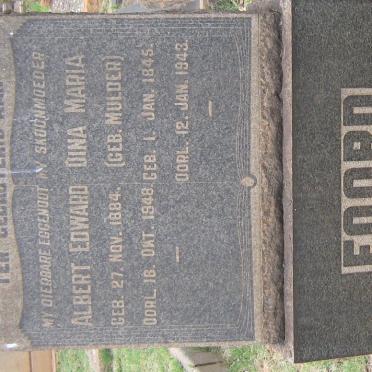 TER GEDAGTENIS AAN
MY DIERBARE EGGENOOT MY SKOONMOEDER
ALBERT EDWARD DINA MARIA
GEB. 27. NOV. 1884. (GEB. MULDER)
OORL. 16. OKT. 1948. GEB. 1. JAN. 1845.
OORL. 12. JAN. 1943.
FOORD